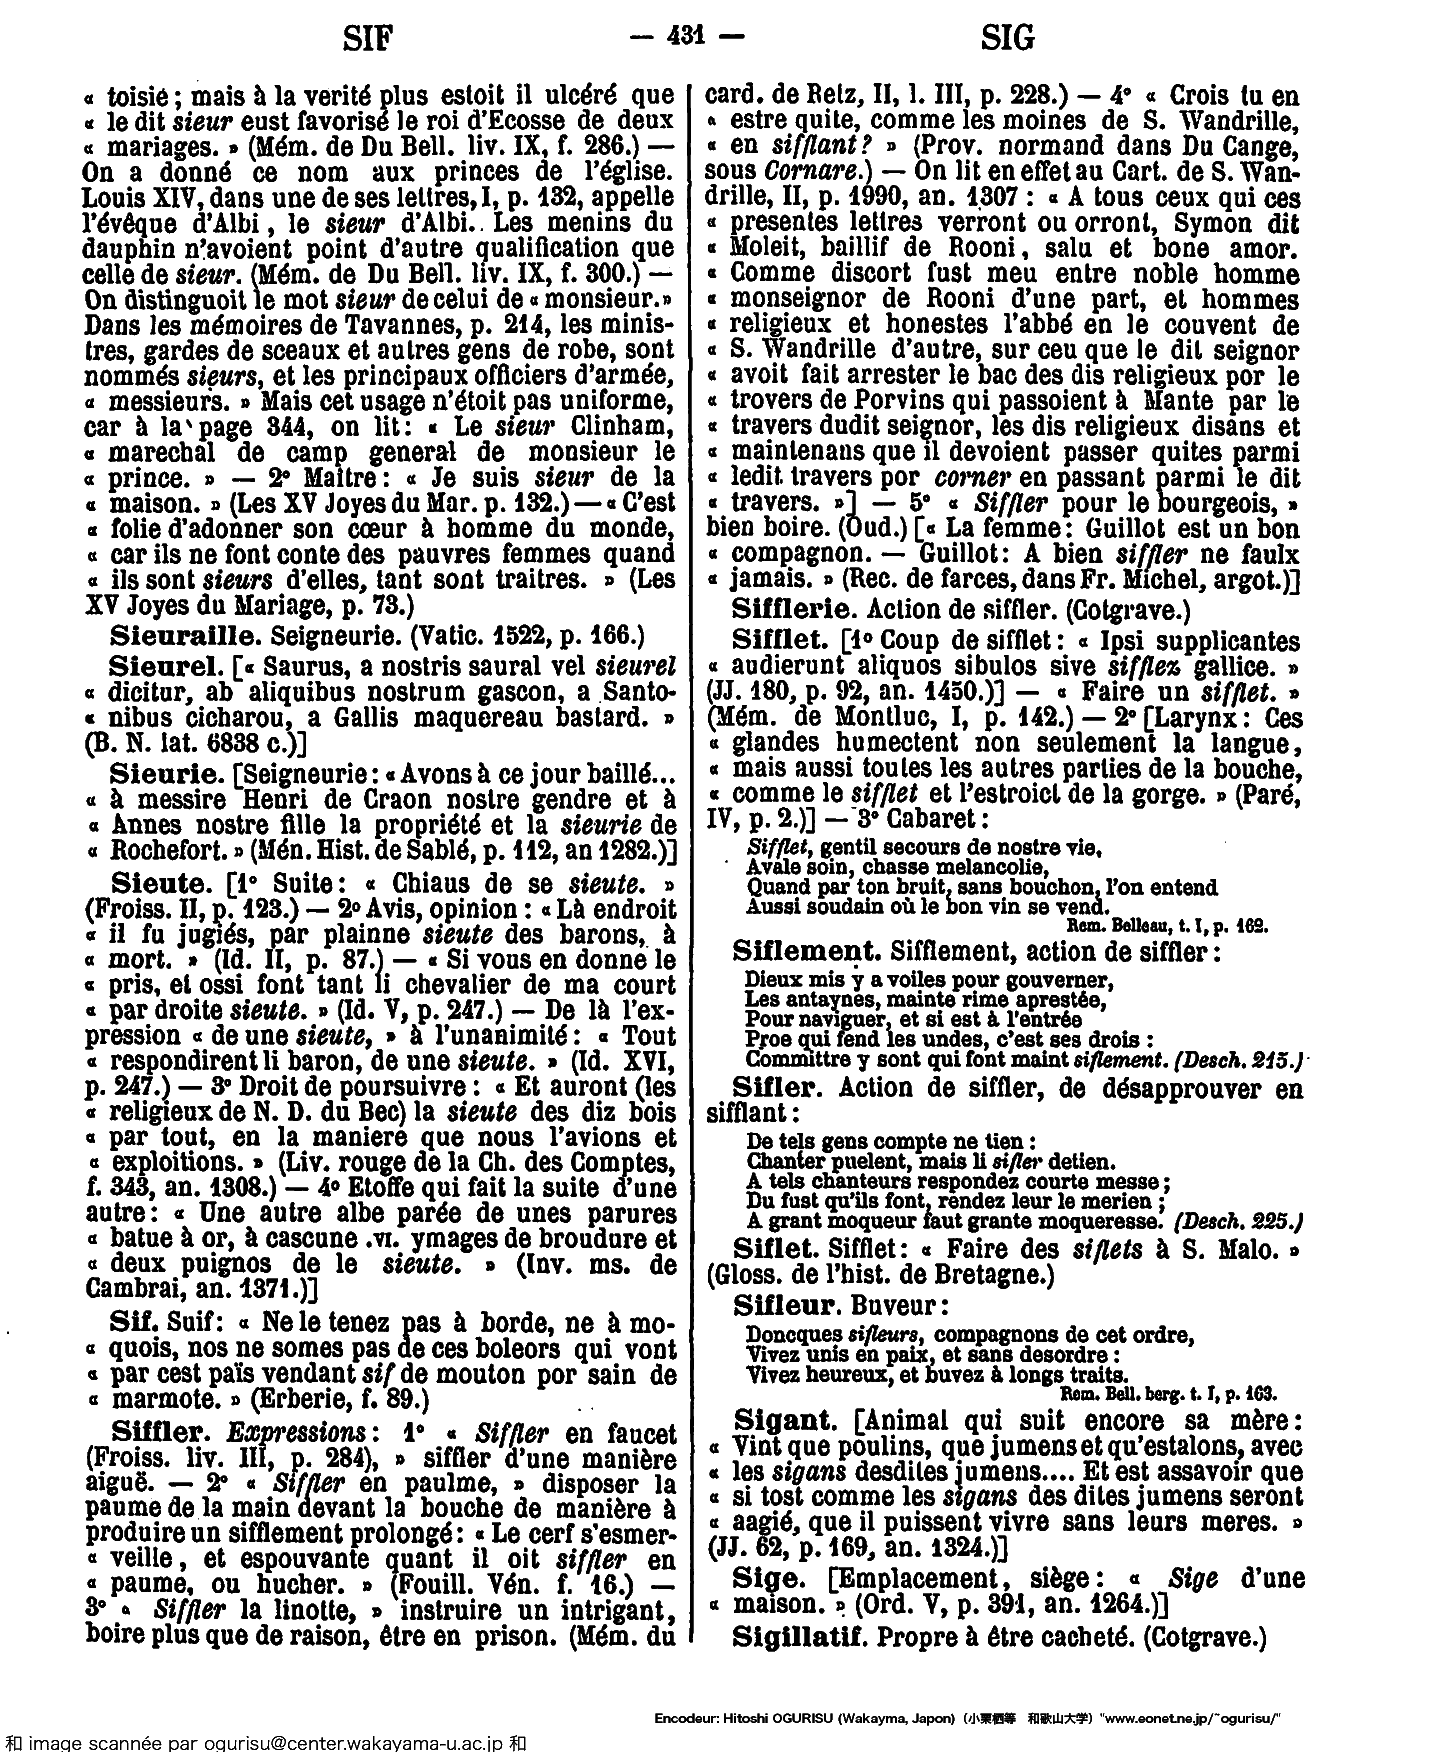 SIF — 431 — SIG
« toisie ; mais à la verité plus estoit il ulcéré que
« le dit sieur eust favorisé le roi d'Ecosse de deux
« mariages. » (Mém. de Du Bell. liv. IX, f. 286.) —
On a donné ce nom aux princes de l'église.
Louis XIV, dans une de ses lettres, I, p. 132, appelle
l'évêque d'Albi, le sieur d'Albi. Les menins du
dauphin n'avoient point d'autre qualification que
celle de sieur. (Mém. de Du Bell. liv. IX, f. 300.) —
On distinguoit le mot sieur de celui de « monsieur. »
Dans les mémoires de Tavannes, p. 214, les minis-
tres, gardes de sceaux et autres gens de robe, sont
nommés sieurs, et les principaux officiers d'armée,
« messieurs. » Mais cet usage n'étoit pas uniforme,
car à la page 344, on lit : « Le sieur Clinham,
« marechal de camp general de monsieur le
« prince. » — 2° Maître : « Je suis sieur de la
« maison. » (Les XV Joyes du Mar. p. 132.) — « C'est
« folie d'adonner son cœur à homme du monde,
« car ils ne font conte des pauvres femmes quand
« ils sont sieurs d'elles, tant sont traitres. » (Les
XV Joyes du Mariage, p. 73.)
Sieuraille. Seigneurie. (Vatic. 1522, p. 166.)
Sieurel. [« Saurus, a nostris saural vel sieurel
« dicitur, ab aliquibus nostrum gascon, a Santo-
« nibus cicharou, a Gallis maquereau bastard. »
(B. N. lat. 6838 c.)]
Sieurie. [Seigneurie : « Avons à ce jour baillé...
« à messire Henri de Craon nostre gendre et à
« Annes nostre fille la propriété et la sieurie de
« Rochefort. » (Mén. Hist. de Sablé, p. 112, an 1282.)]
Sieute. [1° Suite : « Chiaus de se sieute. »
(Froiss. II, p. 123.) — 2° Avis, opinion : « Là endroit
« il fu jugiés, par plainne sieute des barons, à
« mort. » (Id. II, p. 87.) — « Si vous en donne le
« pris, et ossi font tant li chevalier de ma court
« par droite sieute. » (Id. V, p. 247.) — De là l'ex-
pression « de une sieute, » à l'unanimité : « Tout
« respondirent li baron, de une sieute. » (Id. XVI,
p. 247.) — 3° Droit de poursuivre : « Et auront (les
« religieux de N. D. du Bec) la sieute des diz bois
« par tout, en la maniere que nous l'avions et
« exploitions. » (Liv. rouge de la Ch. des Comptes,
f. 343, an. 1308.) — 4° Etoffe qui fait la suite d'une
autre : « Une autre albe parée de unes parures
« batue à or, à cascune .VI. ymages de broudure et
« deux puignos de le sieute. » (Inv. ms. de
Cambrai, an. 1371.)]
Sif. Suif : « Ne le tenez pas à borde, ne à mo-
« quois, nos ne somes pas de ces boleors qui vont
« par cest païs vendant sif de mouton por sain de
« marmote. » (Erberie, f. 89.)
Siffler. Expressions : 1° « Siffler en faucet
(Froiss. liv. III, p. 284), » siffler d'une manière
aiguë. — 2° « Siffler en paulme, » disposer la
paume de la main devant la bouche de manière à
produire un sifflement prolongé : « Le cerf s'esmer-
« veille, et espouvante quant il oit siffler en
« paume, ou hucher. » (Fouill. Vén. f. 16.) —
3° « Siffler la linotte, » instruire un intrigant,
boire plus que de raison, être en prison. (Mém. du
card. de Retz, II, l. III, p. 228.) — 4° « Crois tu en
« estre quite, comme les moines de S. Wandrille,
« en sifflant ? » (Prov. normand dans Du Cange,
sous Cornare.) — On lit en effet au Cart. de S. Wan-
drille, II, p. 1990, an. 1307 : « A tous ceux qui ces
« presentes lettres verront ou orront, Symon dit
« Moleit, baillif de Rooni, salu et bone amor.
« Comme discort fust meu entre noble homme
« monseignor de Rooni d'une part, et hommes
« religieux et honestes l'abbé en le couvent de
« S. Wandrille d'autre, sur ceu que le dit seignor
« avoit fait arrester le bac des dis religieux por le
« trovers de Porvins qui passoient à Mante par le
« travers dudit seignor, les dis religieux disans et
« maintenans que il devoient passer quites parmi
« ledit travers por corner en passant parmi le dit
« travers. »] — 5° « Siffler pour le bourgeois, »
bien boire. (Oud.) [« La femme : Guillot est un bon
« compagnon. — Guillot : A bien siffler ne faulx
« jamais. » (Rec. de farces, dans Fr. Michel, argot.)]
Sifflerie. Action de siffler. (Cotgrave.)
Sifflet. [1° Coup de sifflet : « Ipsi supplicantes
« audierunt aliquos sibulos sive sifflez gallice. »
(JJ. 180, p. 92, an. 1450.)] — « Faire un sifflet. »
(Mém. de Montluc, I, p. 142.) — 2° [Larynx : Ces
« glandes humectent non seulement la langue,
« mais aussi toutes les autres parties de la bouche,
« comme le sifflet et l'estroict de la gorge. » (Paré,
IV, p. 2.)] — 3° Cabaret :
Sifflet, gentil secours de nostre vie,
Avale soin, chasse melancolie,
Quand par ton bruit, sans bouchon, l'on entend
Aussi soudain où le bon vin se vend.
Rem. Belleau, t. I, p. 162.
Siflement. Sifflement, action de siffler :
Dieux mis y a voiles pour gouverner,
Les antaynes, mainte rime aprestée,
Pour naviguer, et si est à l'entrée
Proe qui fend les undes, c'est ses drois :
Committre y sont qui font maint siflement. (Desch. 215.)
Sifler. Action de siffler, de désapprouver en
sifflant :
De tels gens compte ne tien :
Chanter puelent, mais li sifler detien.
A tels chanteurs respondez courte messe ;
Du fust qu'ils font, rendez leur le merien ;
A grant moqueur faut grante moqueresse. (Desch. 225.)
Siflet. Sifflet : « Faire des siflets à S. Malo. »
(Gloss. de l'hist. de Bretagne.)
Sifleur. Buveur :
Doncques sifleurs, compagnons de cet ordre,
Vivez unis en paix, et sans desordre :
Vivez heureux, et buvez à longs traits.
Rem. Bell. berg. t. I, p. 163.
Sigant. [Animal qui suit encore sa mère :
« Vint que poulins, que jumens et qu'estalons, avec
« les sigans desdites jumens.... Et est assavoir que
« si tost comme les sigans des dites jumens seront
« aagié, que il puissent vivre sans leurs meres. »
(JJ. 62, p. 169, an. 1324.)]
Sige. [Emplacement, siège : « Sige d'une
« maison. » (Ord. V, p. 391, an. 1264.)]
Sigillatif. Propre à être cacheté. (Cotgrave.)
Encodeur: Hitoshi OGURISU (Wakayma, Japon) (小栗栖等 和歌山大学) "www.eonet.ne.jp/~ogurisu/"
和 image scannée par ogurisu@center.wakayama-u.ac.jp 和